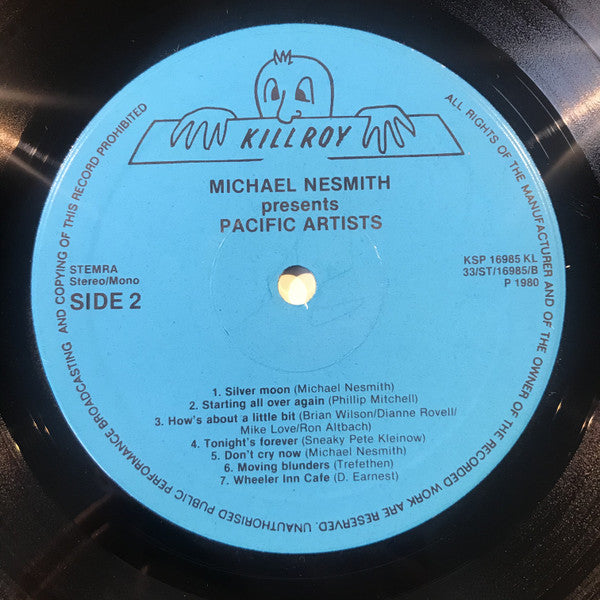 KILLROY
MICHAEL NESMITH
presents
PACIFIC ARTISTS
STEMRA
Stereo/Mono
SIDE 2
KSP 16985 KL
33/ST/16985/B
P 1980
1. Silver moon (Michael Nesmith)
2. Starting all over again (Phillip Mitchell)
3. How's about a little bit (Brian Wilson/Dianne Rovell/
Mike Love/Ron Altbach)
4. Tonight's forever (Sneaky Pete Kleinow)
5. Don't cry now (Michael Nesmith)
6. Moving blunders (Trefethen)
7. Wheeler Inn Cafe (D. Earnest)
ALL RIGHTS OF THE MANUFACTURER AND OF THE OWNER OF THE RECORDED WORK ARE RESERVED. UNAUTHORISED PUBLIC PERFORMANCE BROADCASTING AND COPYING OF THIS RECORD PROHIBITED